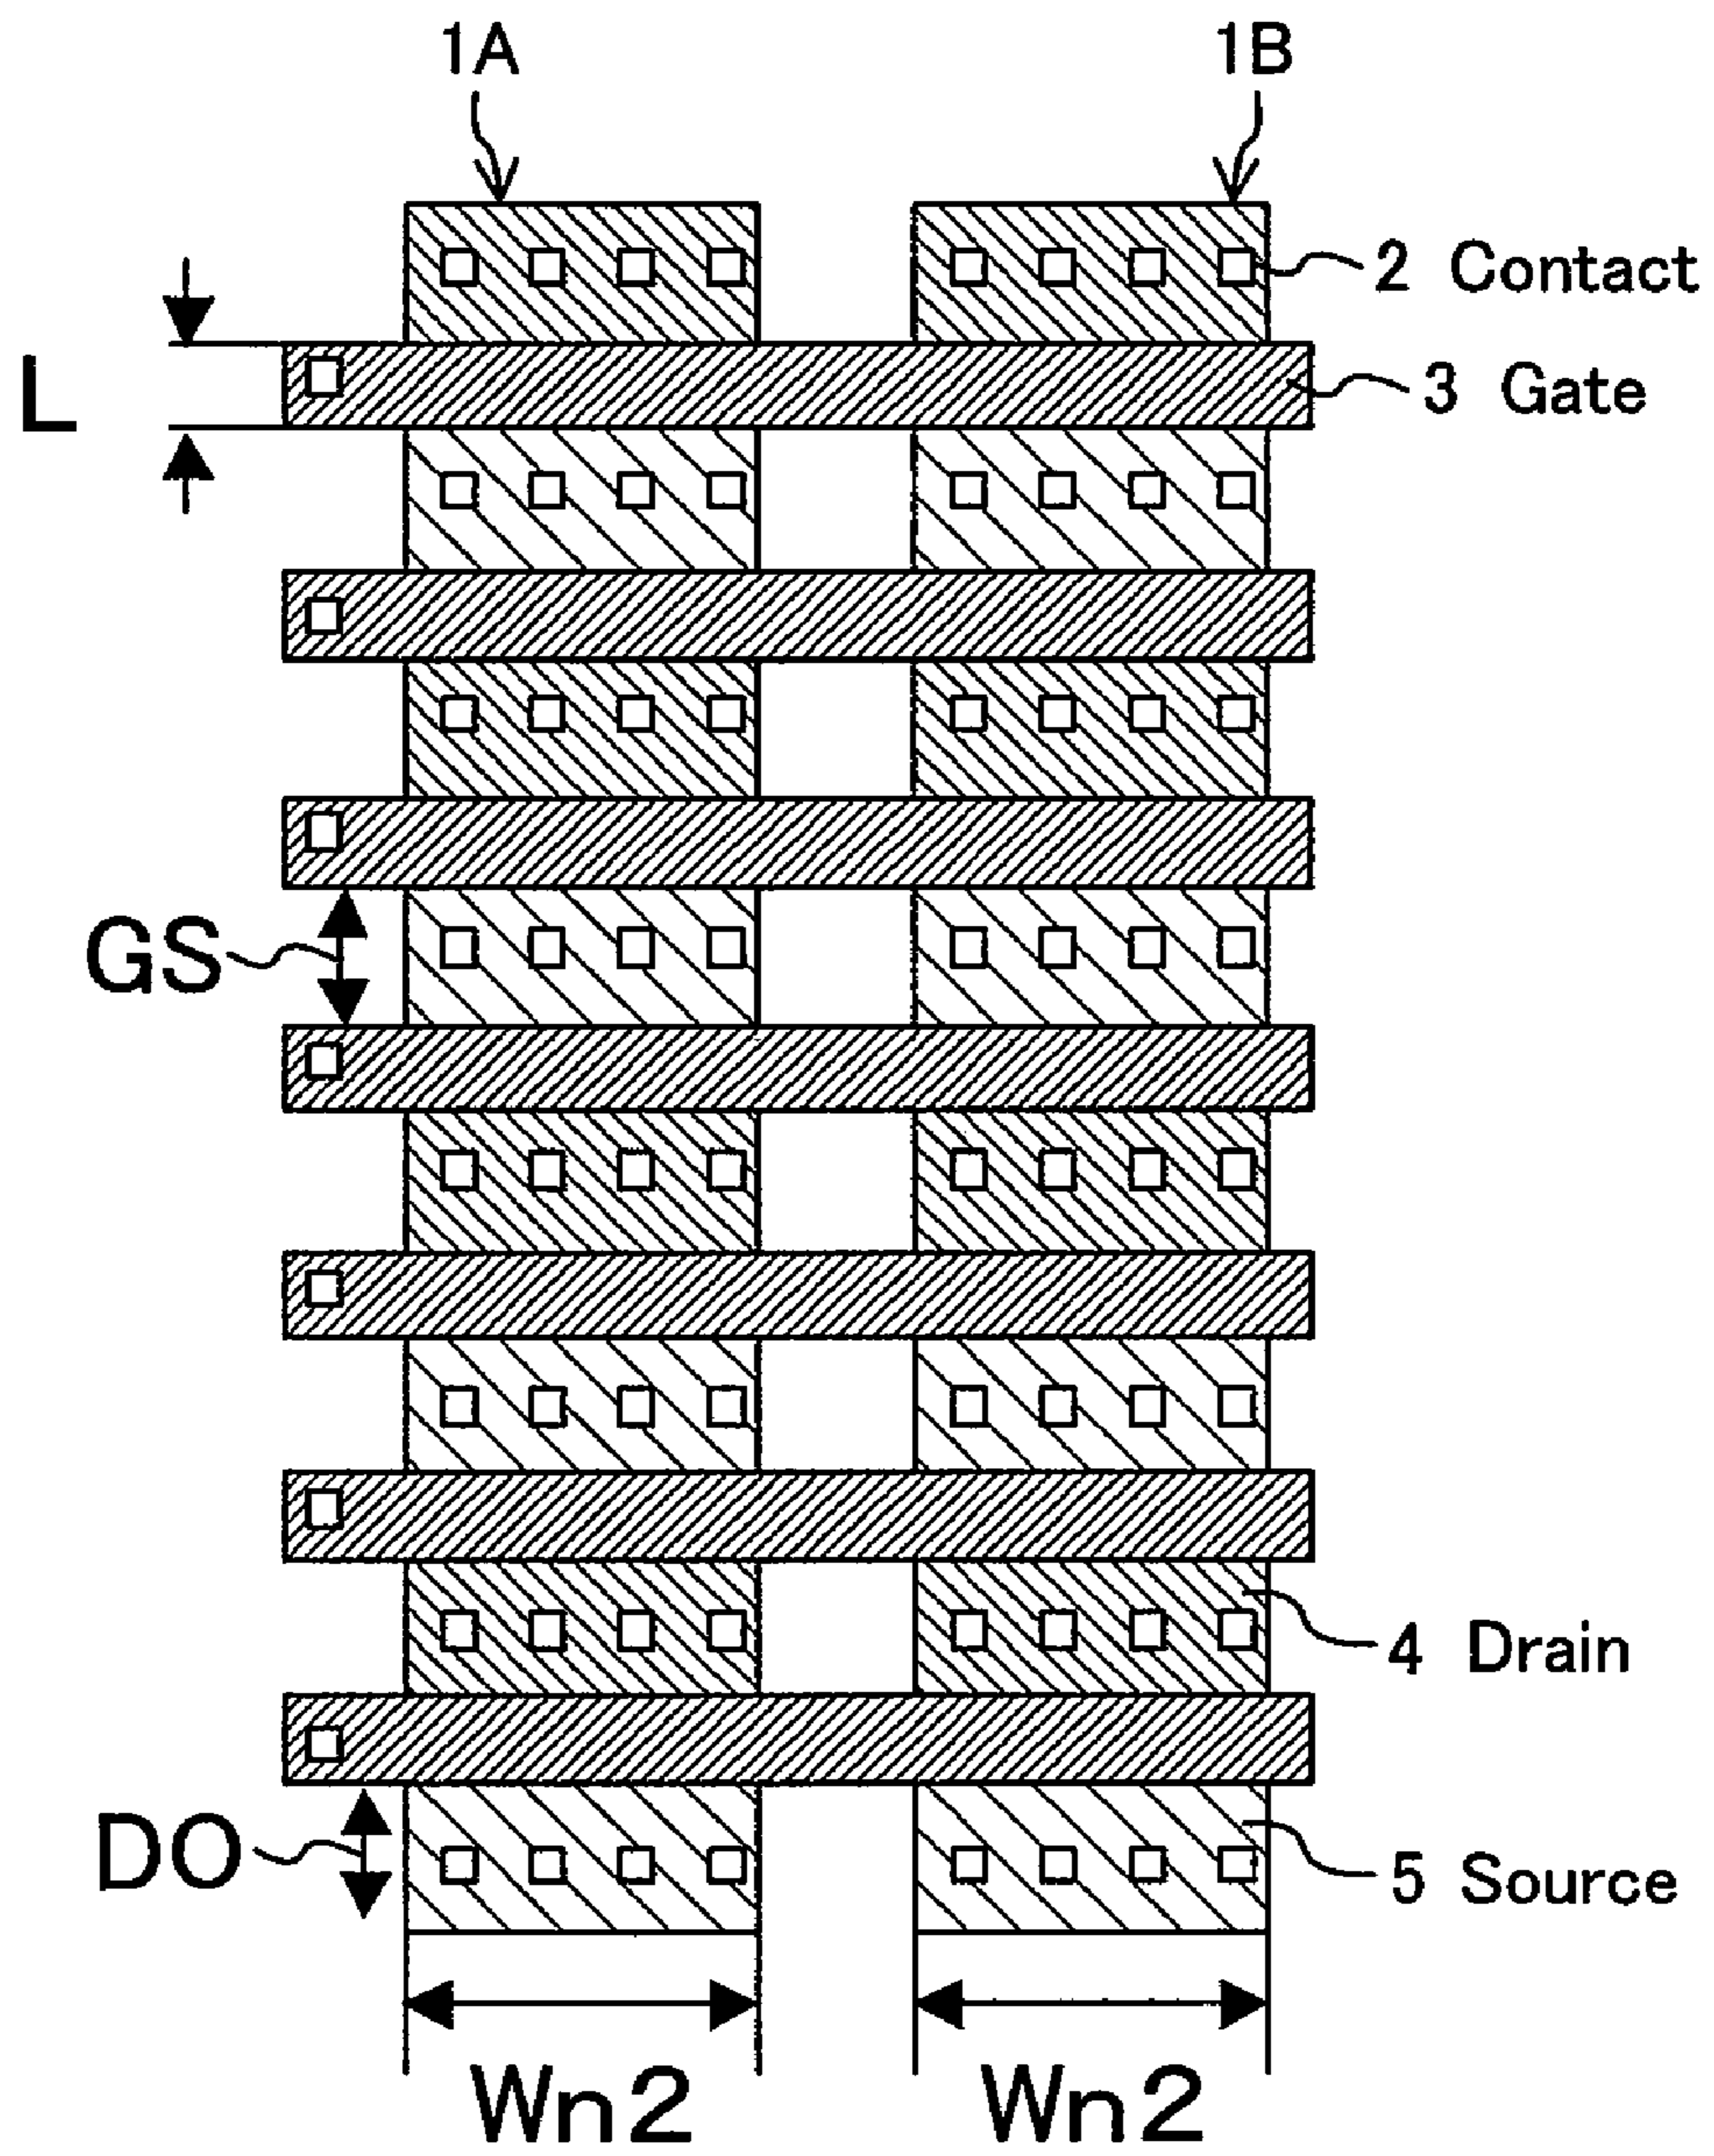 1A
1B
2 Contact
L
3 Gate
GS
4 Drain
DO
5 Source
Wn2
Wn2